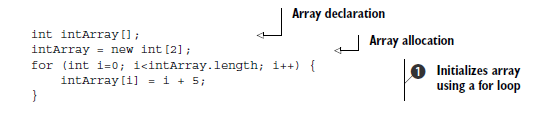 Array declaration
int intArray[];
Array allocation
intArray = new int[2];
for (int i=0; i<intArray.length; i++) {
intArray[i] = i + 5;
}
1 Initializes array
using a for loop